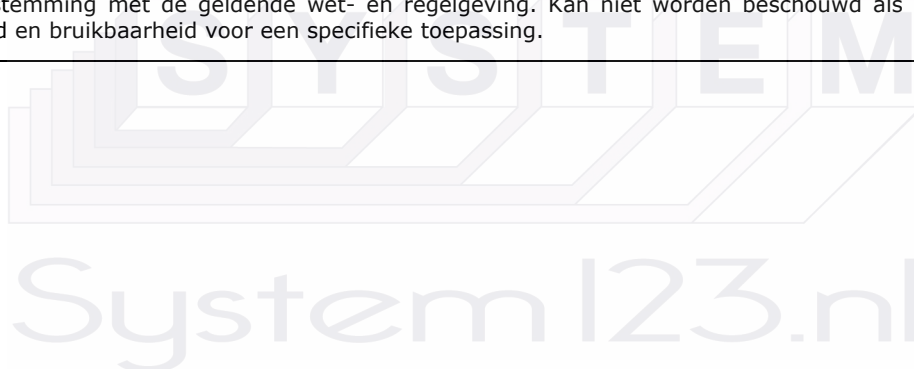 stemming met de geldende wet- en regelgeving. Kan niet worden beschouwd als
d en bruikbaarheid voor een specifieke toepassing.
SYSTEM
System123.nl